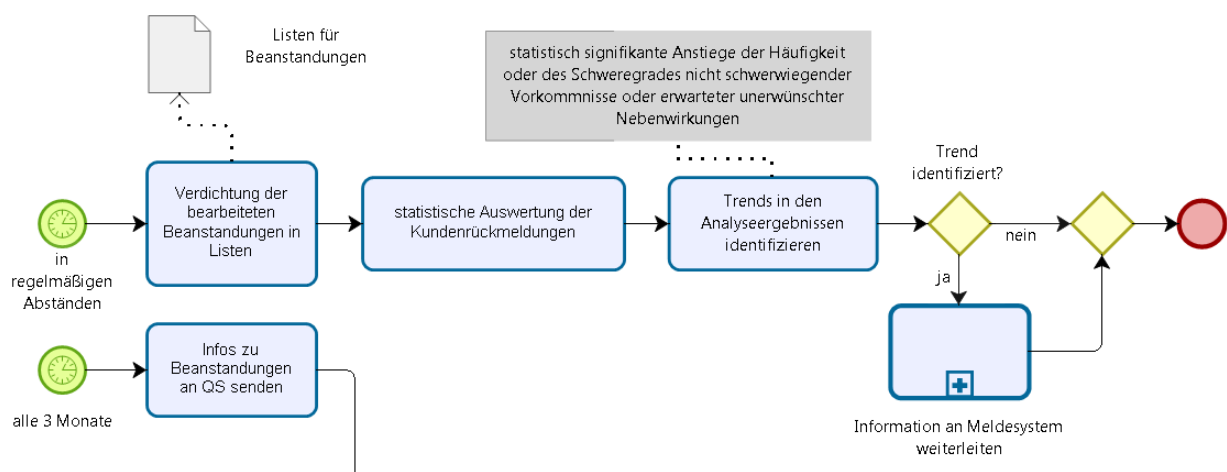 Listen für
Beanstandungen
statistisch signifikante Anstiege der Häufigkeit
oder des Schweregrades nicht schwerwiegender
Vorkommnisse oder erwarteter unerwünschter
Nebenwirkungen
Verdichtung der
bearbeiteten
Beanstandungen in
Listen
statistische Auswertung der
Kundenrückmeldungen
Trends in den
Analyseergebnissen
identifizieren
Trend
identifiziert?
nein
ja
in
regelmäßigen
Abständen
Infos zu
Beanstandungen
an QS senden
alle 3 Monate
Information an Meldesystem
weiterleiten